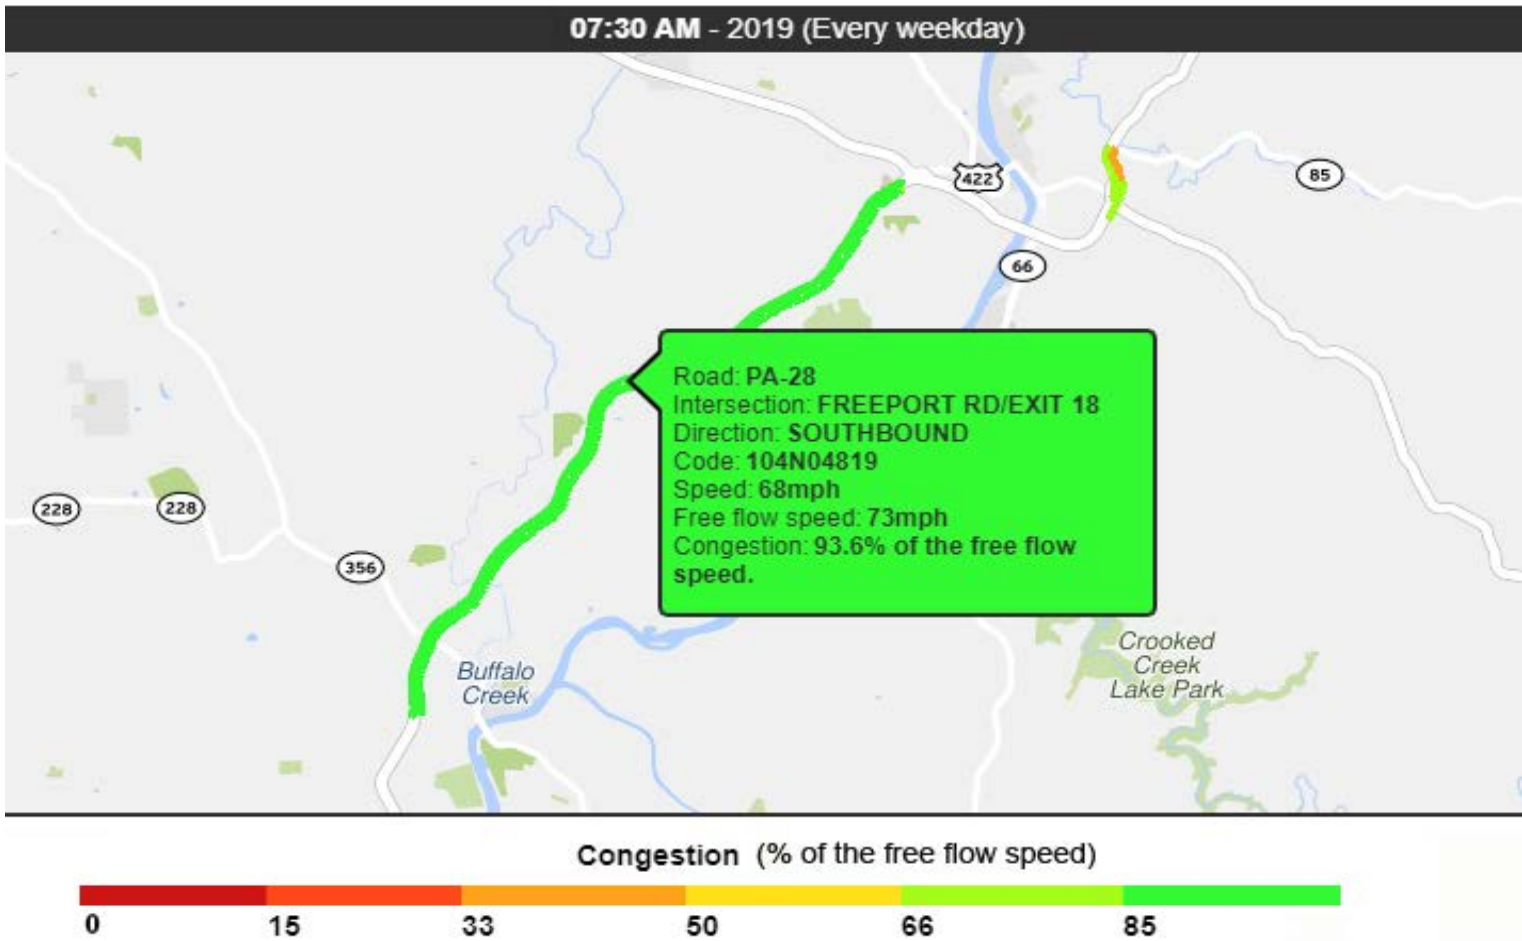 07:30 AM - 2019 (Every weekday)
422
85
66
Road: PA-28
Intersection: FREEPORT RD/EXIT 18
Direction: SOUTHBOUND
Code: 104N04819
Speed: 68mph
Free flow speed: 73mph
Congestion: 93.6% of the free flow
speed.
228
228
356
Buffalo
Creek
Crooked
Creek
Lake Park
Congestion (% of the free flow speed)
0 15 33 50 66 85